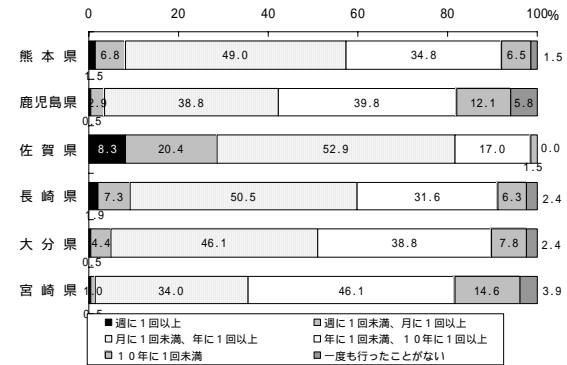 0 20 40 60 80 100%
熊本県 6.8 49.0 34.8 6.5 1.5
1.5
鹿児島県 2.9 38.8 39.8 12.1 5.8
0.5
佐賀県 8.3 20.4 52.9 17.0 0.0
1.5
長崎県 7.3 50.5 31.6 6.3 2.4
1.9
大分県 4.4 46.1 38.8 7.8 2.4
0.5
宮崎県 1.0 34.0 46.1 14.6 3.9
0.5
■週に1回以上 ■週に1回未満、月に1回以上
□月に1回未満、年に1回以上 □年に1回未満、10年に1回以上
■10年に1回未満 ■一度も行ったことがない